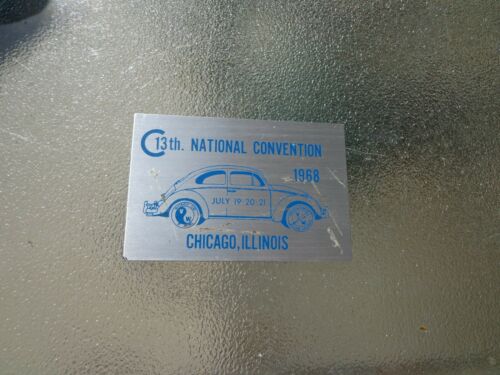 C 13th. NATIONAL CONVENTION
1968
JULY 19 20 21
CHICAGO, ILLINOIS